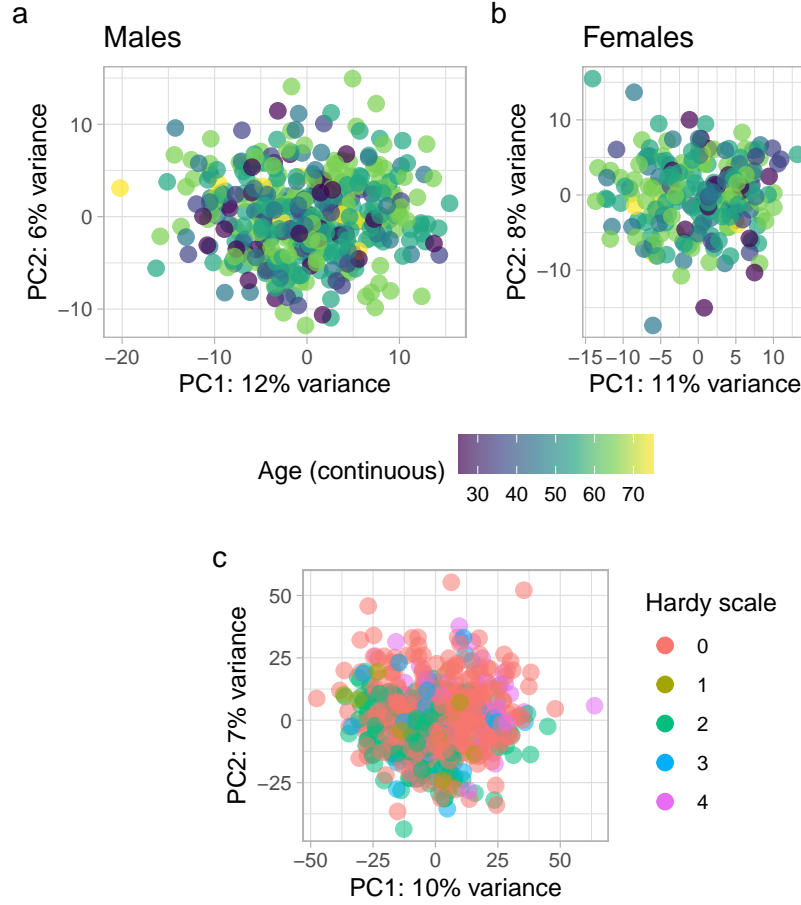 a
Males
PC2: 6% variance
10
0
−10
−20 −10 0 10
PC1: 12% variance
b
Females
PC2: 8% variance
10
0
−10
−15 −10 −5 0 5 10
PC1: 11% variance
Age (continuous)
30 40 50 60 70
c
PC2: 7% variance
50
25
0
−25
−50 −25 0 25 50
PC1: 10% variance
Hardy scale
0
1
2
3
4